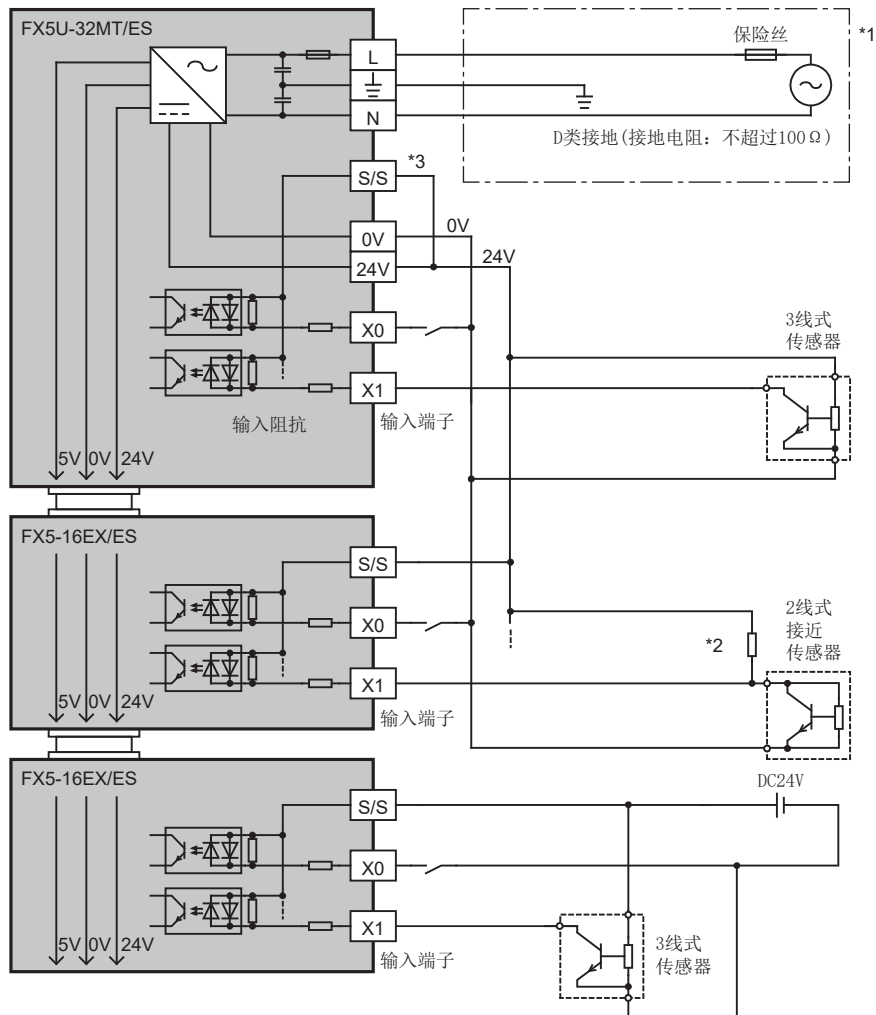 FX5U-32MT/ES
L
N
保险丝
*1
D类接地(接地电阻：不超过100Ω)
S/S
*3
0V
0V
24V
24V
X0
X1
输入阻抗
输入端子
3线式
传感器
5V
0V
24V
FX5-16EX/ES
S/S
X0
X1
输入端子
*2
2线式
接近
传感器
5V
0V
24V
FX5-16EX/ES
S/S
DC24V
X0
X1
输入端子
3线式
传感器
5V
0V
24V